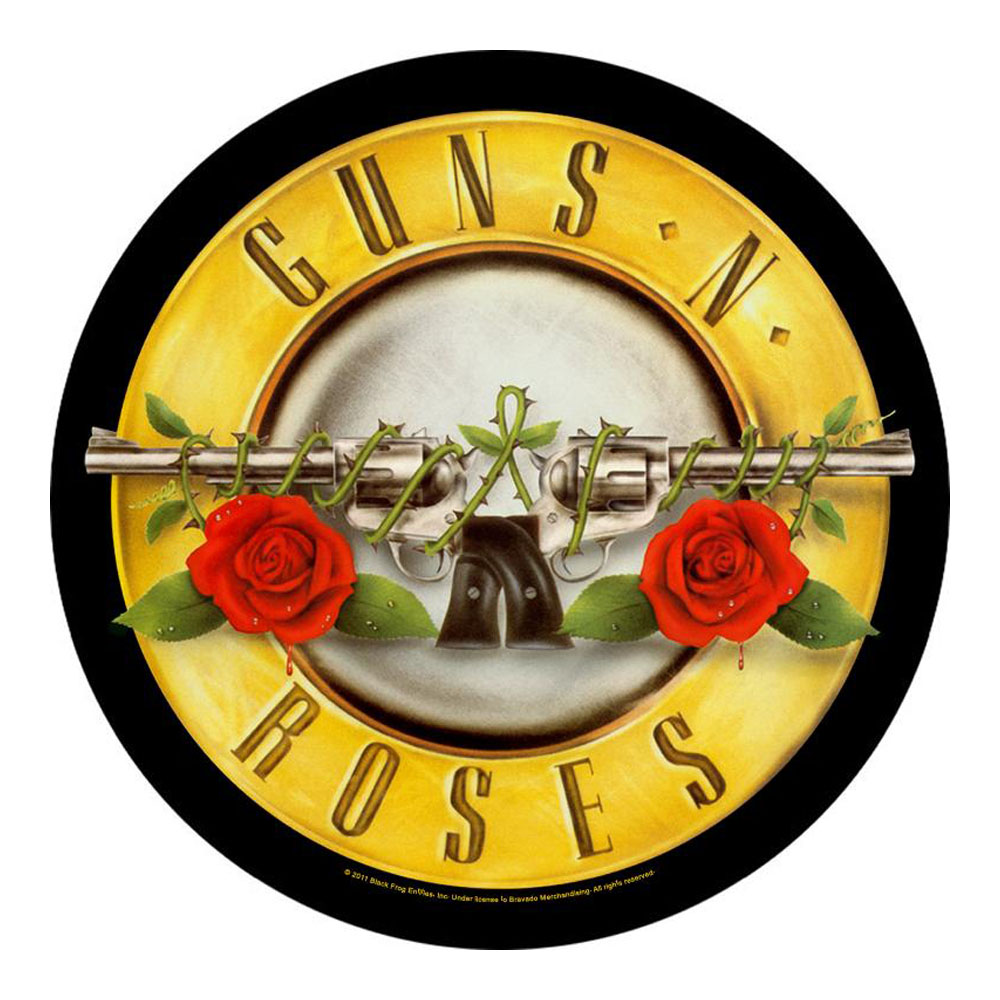 GUNS · N ·
ROSES
© 2011 Black Frog Entities. Inc. Under license to Bravado Merchandising. All rights reserved.